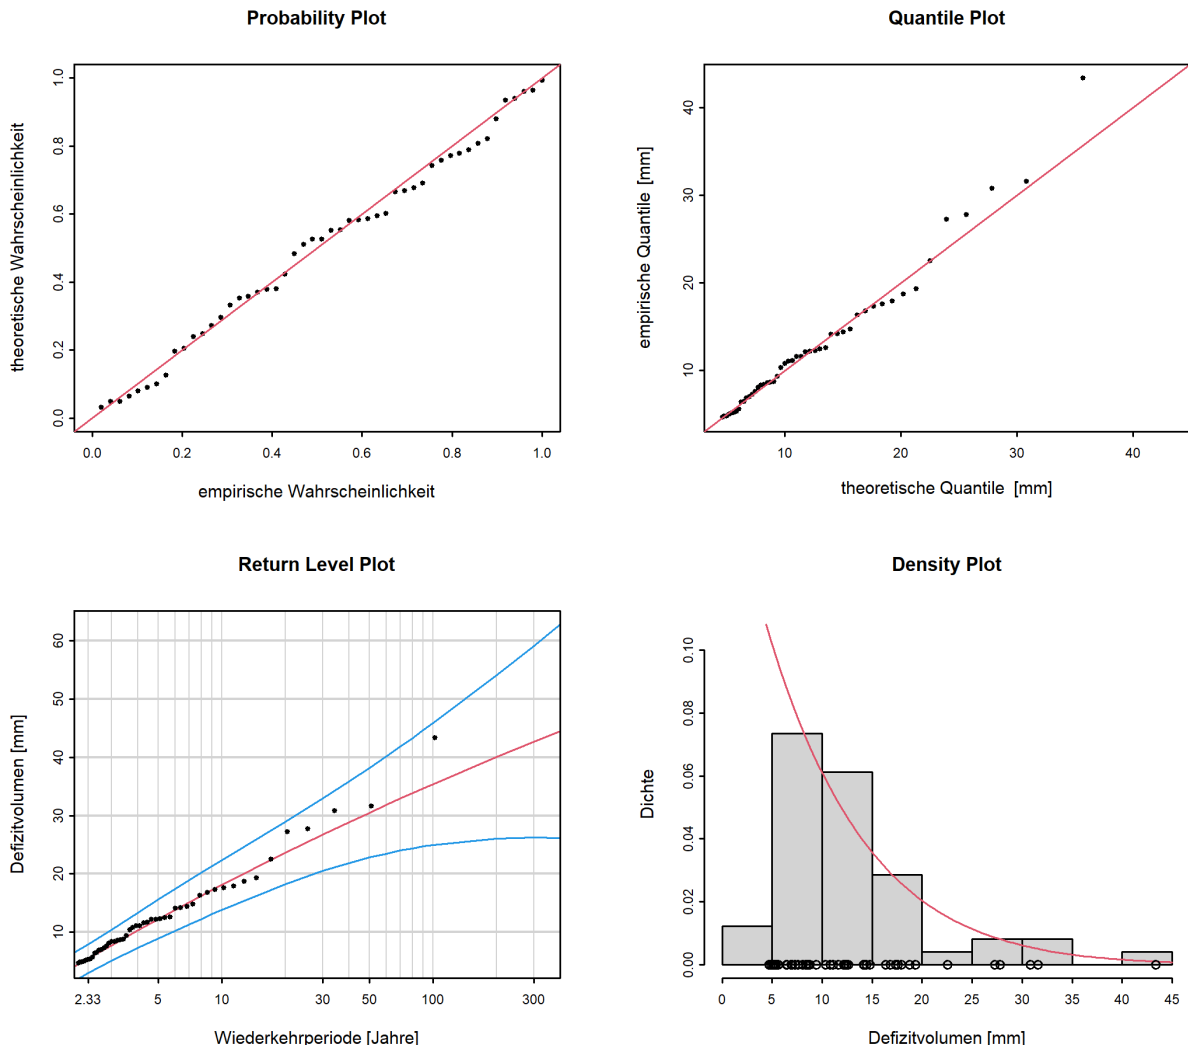 Probability Plot
theoretische Wahrscheinlichkeit
0.0 0.2 0.4 0.6 0.8 1.0
0.0 0.2 0.4 0.6 0.8 1.0
empirische Wahrscheinlichkeit
Quantile Plot
empirische Quantile [mm]
10 20 30 40
10 20 30 40
theoretische Quantile [mm]
Return Level Plot
Defizitvolumen [mm]
10 20 30 40 50 60
2.33 5 10 30 50 100 300
Wiederkehrperiode [Jahre]
Density Plot
Dichte
0.00 0.02 0.04 0.06 0.08 0.10
0 5 10 15 20 25 30 35 40 45
Defizitvolumen [mm]